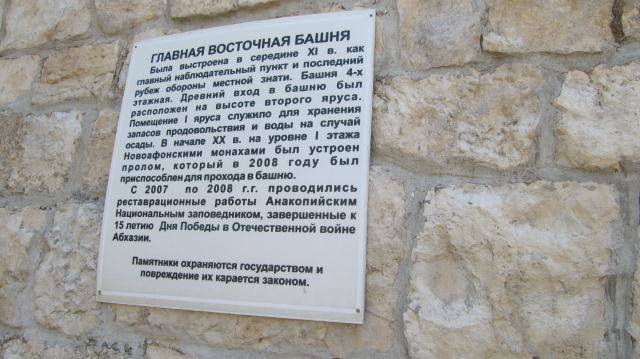 ГЛАВНАЯ ВОСТОЧНАЯ БАШНЯ
Была выстроена в середине XI в. как
главный наблюдательный пункт и последний
рубеж обороны местной знати. Башня 4-х
этажная. Древний вход в башню был
расположен на высоте второго яруса.
Помещение I яруса служило для хранения
запасов продовольствия и воды на случай
осады. В начале XX в. на уровне I этажа
Новоафонскими монахами был устроен
пролом, который в 2008 году был
приспособлен для прохода в башню.
С 2007 по 2008 г.г. проводились
реставрационные работы Анакопийским
Национальным заповедником, завершенные к
15 летию Дня Победы в Отечественной войне
Абхазии.
Памятники охраняются государством и
повреждение их карается законом.